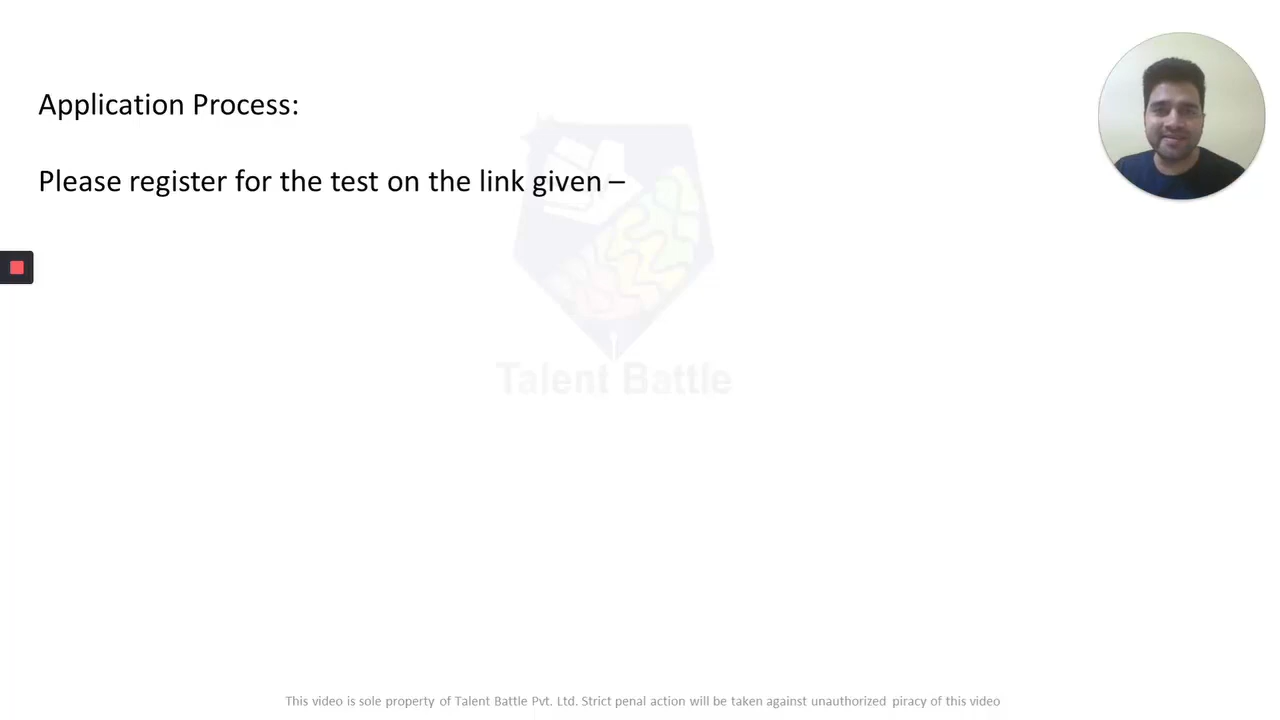 Application Process:
Please register for the test on the link given –
Talent Battle
This video is sole property of Talent Battle Pvt. Ltd. Strict penal action will be taken against unauthorized piracy of this video